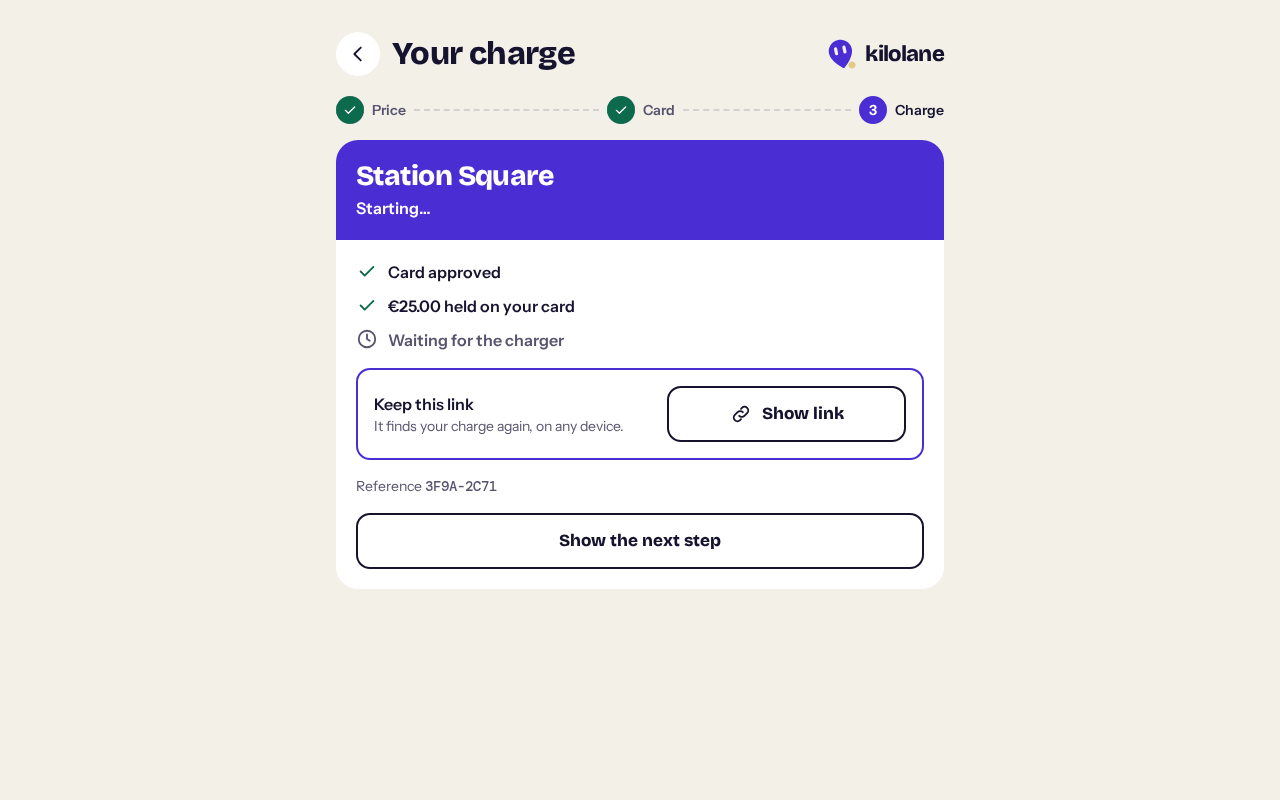 Your charge
kilolane
Price
Card
3 Charge
Station Square
Starting…
Card approved
€25.00 held on your card
Waiting for the charger
Keep this link
It finds your charge again, on any device.
Show link
Reference 3F9A-2C71
Show the next step